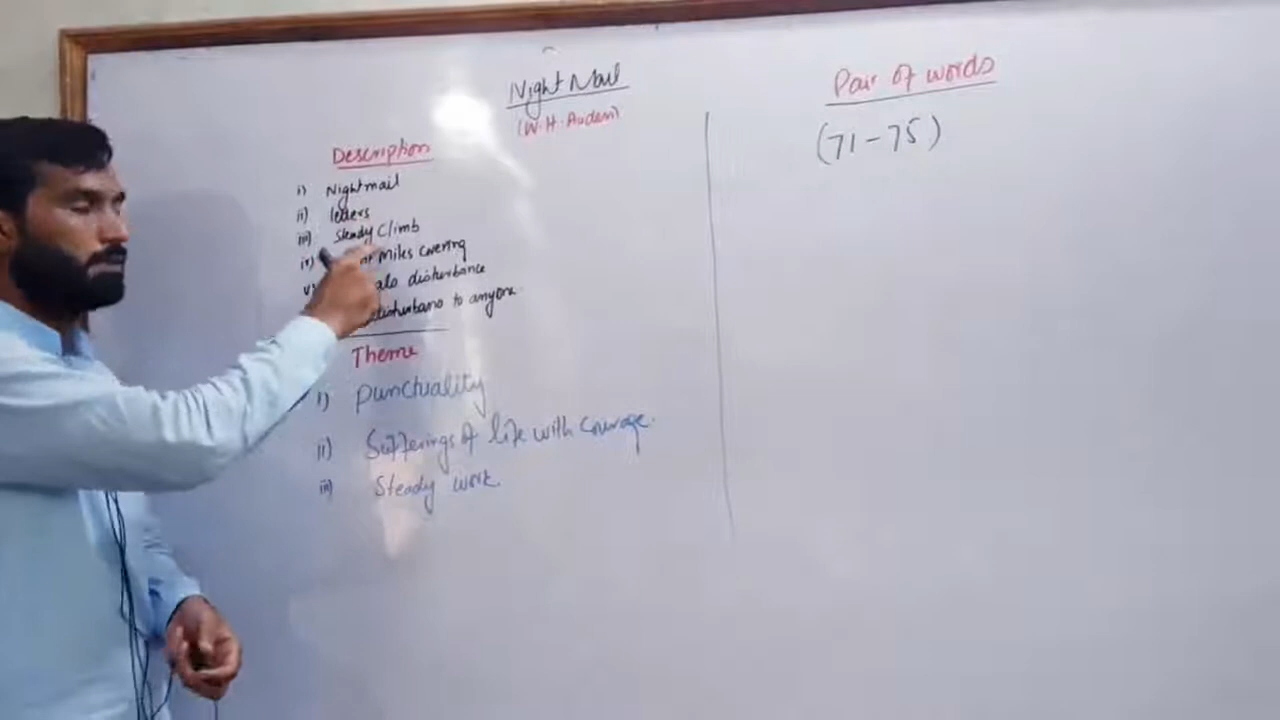 Night Mail
(W.H. Auden)
Description
i) Nightmail
ii) letters
iii) Steady Climb
iv) Miles covering
v)
disturbance
to anyone.
Theme
i) Punctuality
ii) Sufferings of life with courage.
iii) Steady work.
Pair of words
(71-75)